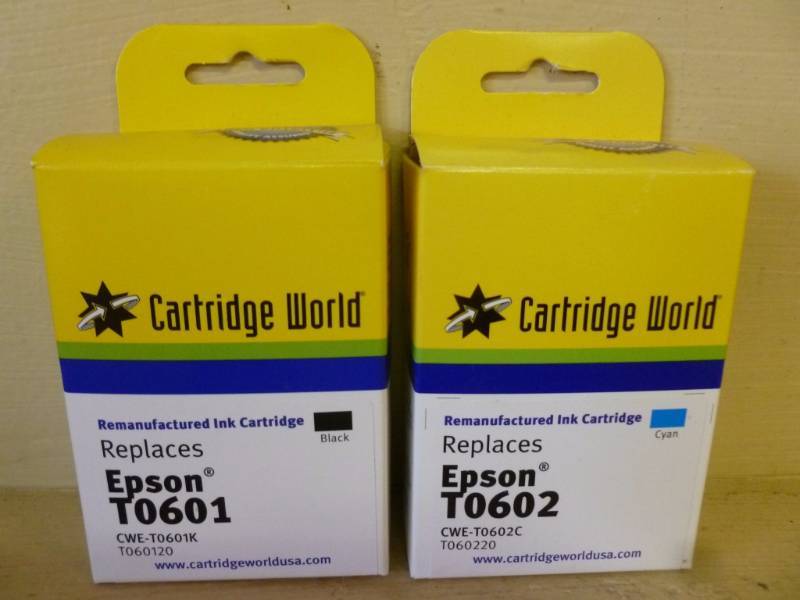 Cartridge World®
Remanufactured Ink Cartridge
Black
Replaces
Epson®
T0601
CWE-T0601K
T060120
www.cartridgeworldusa.com
Cartridge World®
Remanufactured Ink Cartridge
Cyan
Replaces
Epson®
T0602
CWE-T0602C
T060220
www.cartridgeworldusa.com